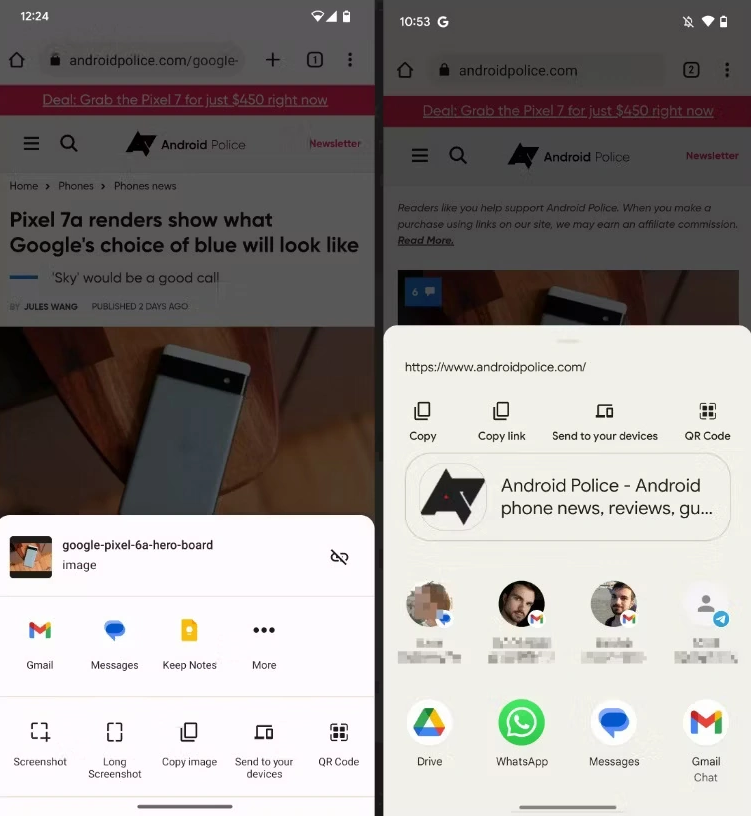 12:24
androidpolice.com/google-
1
Deal: Grab the Pixel 7 for just $450 right now
Android Police
Newsletter
Home > Phones > Phones news
Pixel 7a renders show what
Google's choice of blue will look like
'Sky' would be a good call
BY JULES WANG PUBLISHED 2 DAYS AGO
google-pixel-6a-hero-board
image
Gmail
Messages
Keep Notes
More
Screenshot
Long
Screenshot
Copy image
Send to your
devices
QR Code
10:53 G
androidpolice.com
2
Deal: Grab the Pixel 7 for just $450 right now
Android Police
Newsletter
Readers like you help support Android Police. When you make a
purchase using links on our site, we may earn an affiliate commission.
Read More.
6
https://www.androidpolice.com/
Copy
Copy link
Send to your devices
QR Code
Android Police - Android
phone news, reviews, gu...
Drive
WhatsApp
Messages
Gmail
Chat